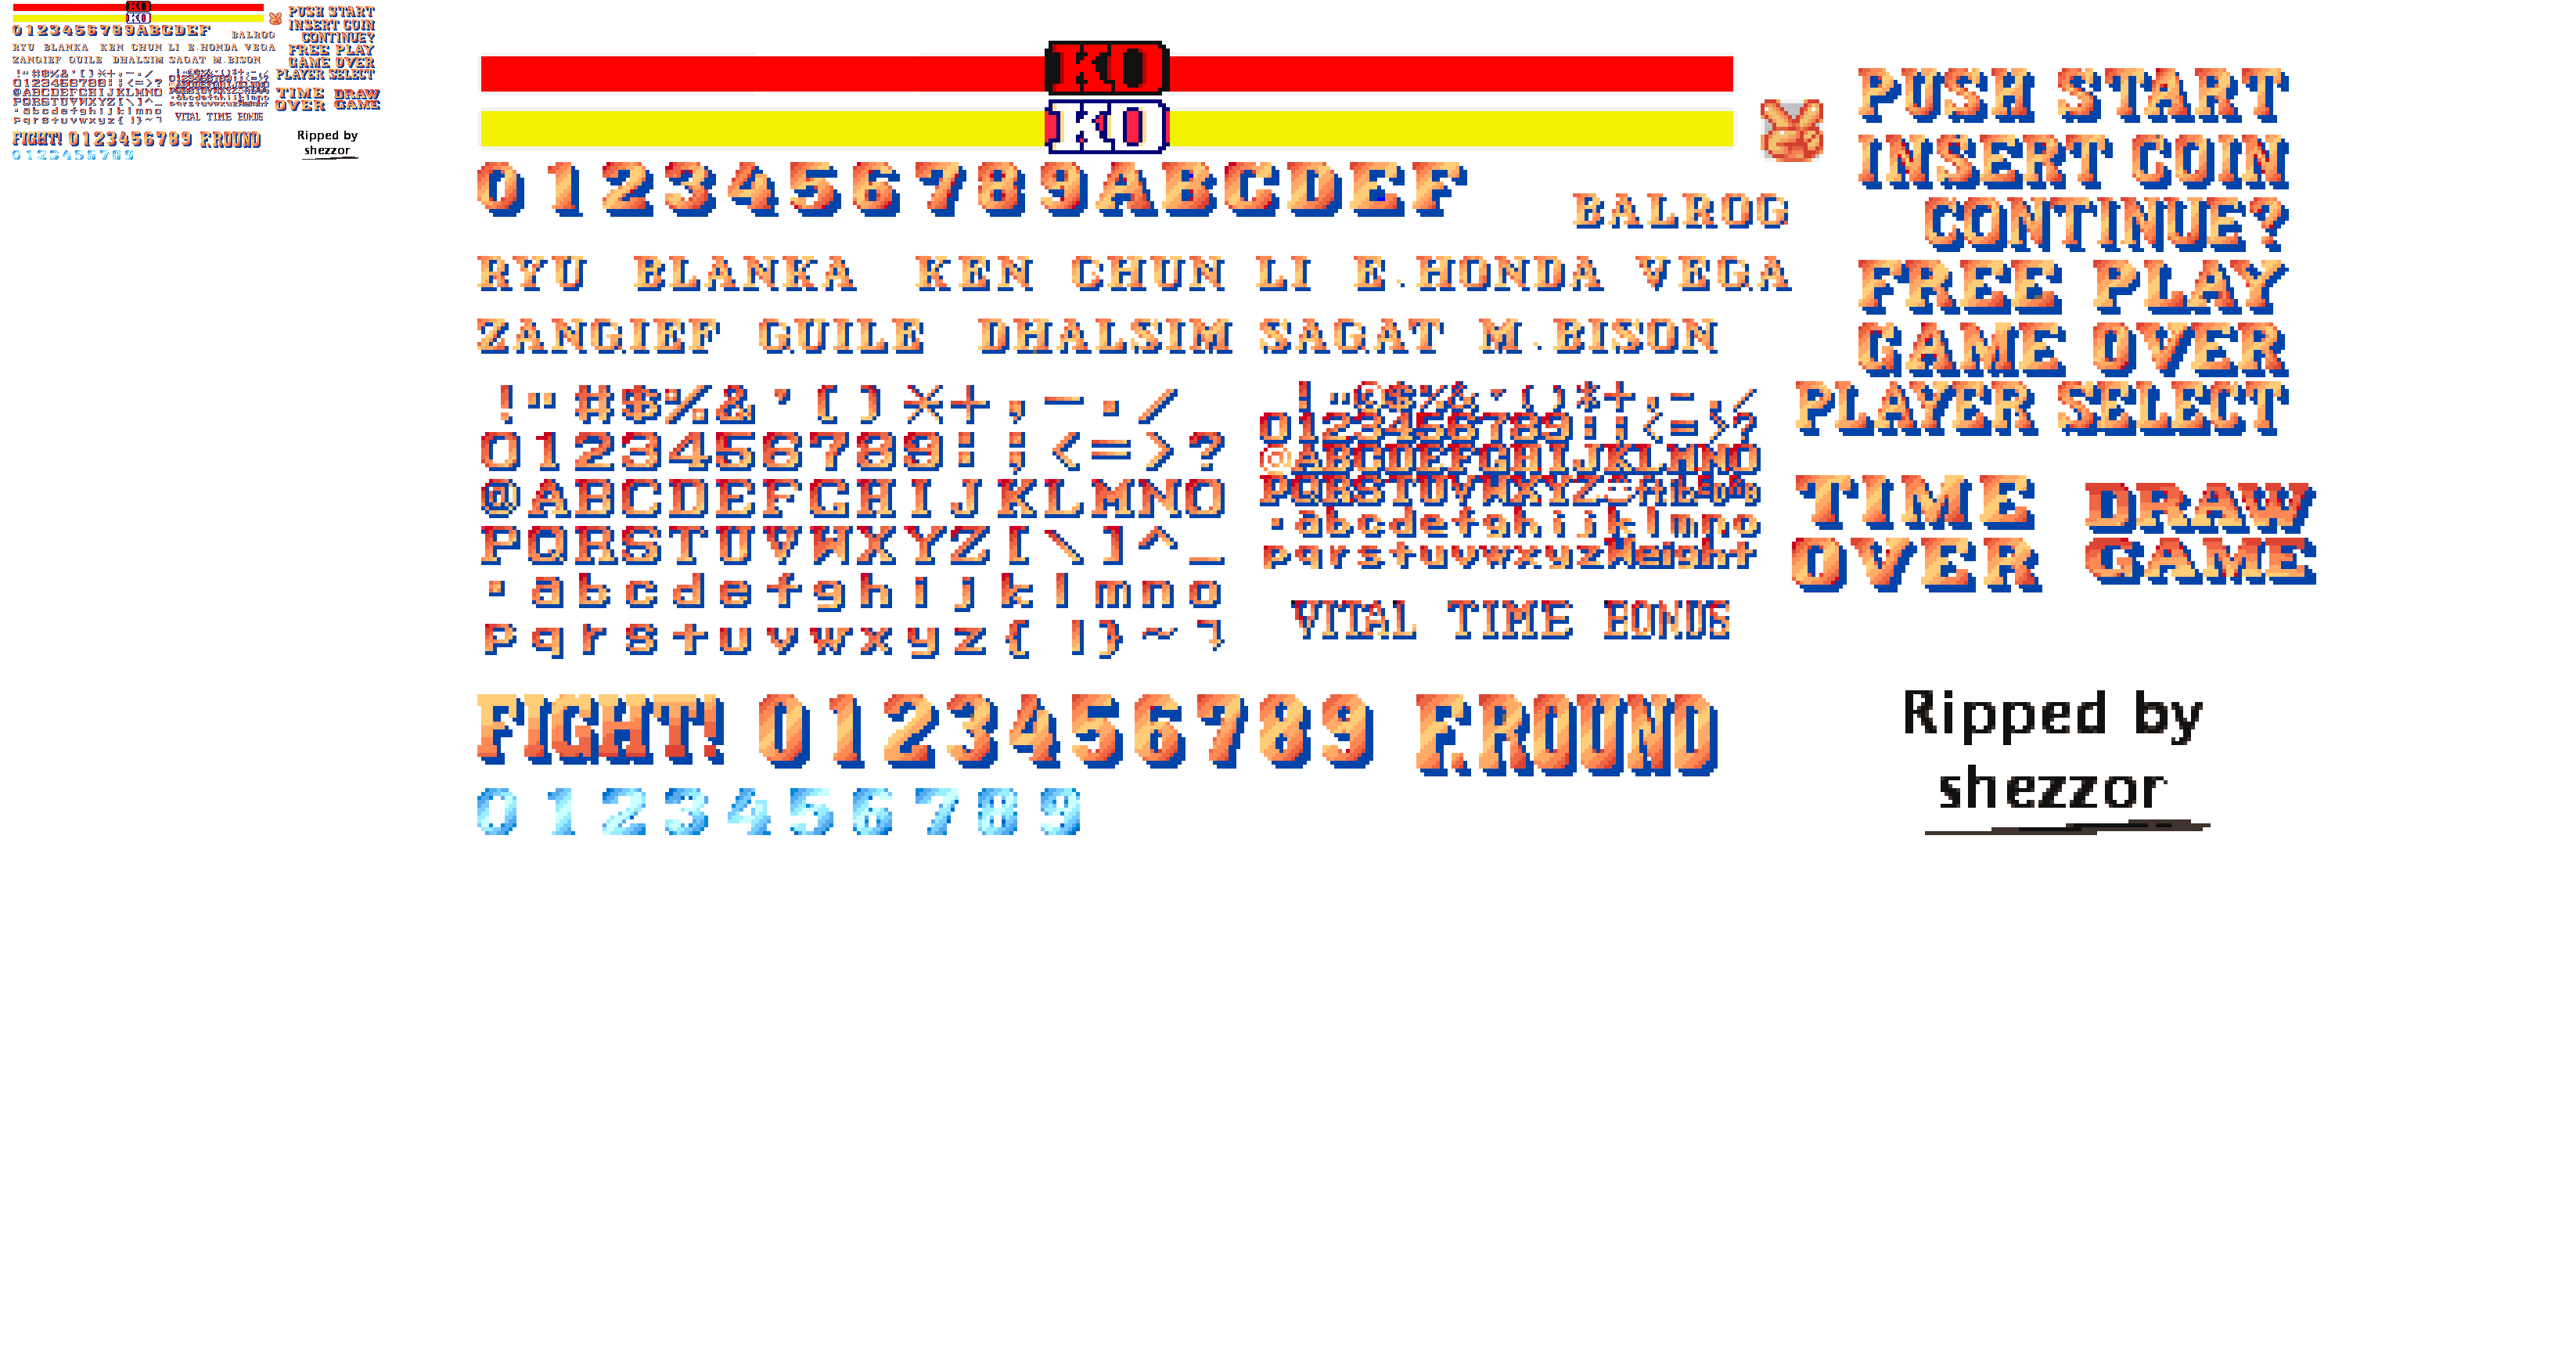 KO
KO
PUSH START
INSERT COIN
CONTINUE?
FREE PLAY
GAME OVER
PLAYER SELECT
0123456789ABCDEF
BALROG
RYU BLANKA KEN CHUN LI E.HONDA VEGA
ZANGIEF GUILE DHALSIM SAGAT M.BISON
!"#$%&'()*+,-./
0123456789:;<=>?
@ABCDEFGHIJKLMNO
PQRSTUVWXYZ[\]^_
·abcdefghijklmno
pqrstuvwxyz{|}~
0123456789:;<=>?
@ABCDEFGHIJKLMNO
PQRSTUVWXYZ
·abcdefghijklmno
pqrstuvwxyzWeight
VITAL TIME BONUS
TIME OVER
DRAW GAME
FIGHT! 0123456789 F.ROUND
0123456789
Ripped by
shezzor